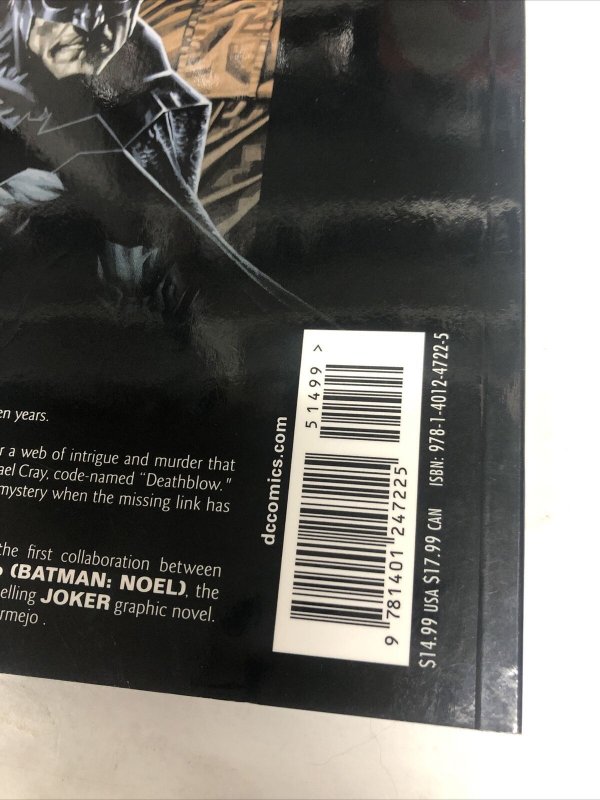 en years.
r a web of intrigue and murder that
ael Cray, code-named “Deathblow."
mystery when the missing link has
the first collaboration between
o (BATMAN: NOEL), the
elling JOKER graphic novel.
rmejo .
dccomics.com
51499 >
9 781401 247225
$14.99 USA $17.99 CAN ISBN: 978-1-4012-4722-5